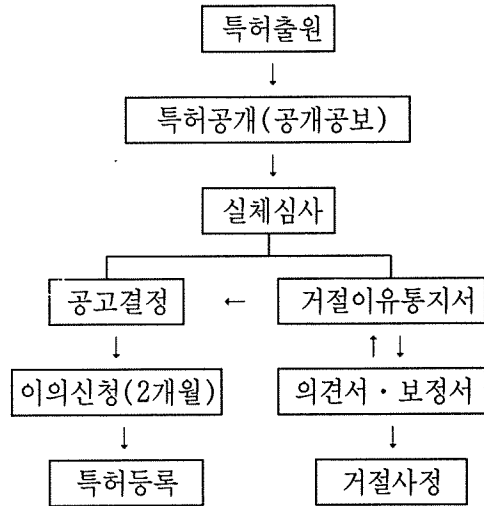 특허출원
↓
특허공개(공개공보)
↓
실체심사
공고결정 ← 거절이유통지서
↓ ↑ ↓
이의신청(2개월) 의견서 · 보정서
↓ ↓
특허등록 거절사정